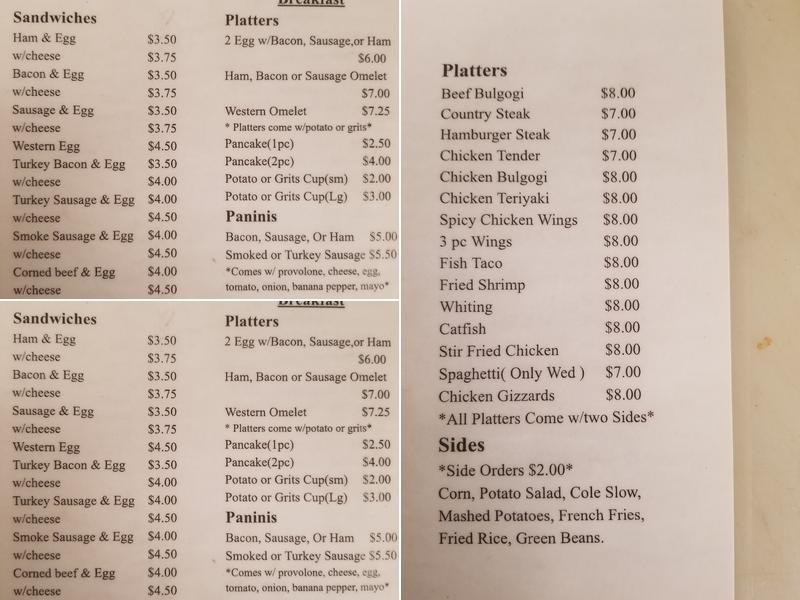 Breakfast
Sandwiches
Ham & Egg $3.50
w/cheese $3.75
Bacon & Egg $3.50
w/cheese $3.75
Sausage & Egg $3.50
w/cheese $3.75
Western Egg $4.50
Turkey Bacon & Egg $3.50
w/cheese $4.00
Turkey Sausage & Egg $4.00
w/cheese $4.50
Smoke Sausage & Egg $4.00
w/cheese $4.50
Corned beef & Egg $4.00
w/cheese $4.50
Platters
2 Egg w/Bacon, Sausage,or Ham
$6.00
Ham, Bacon or Sausage Omelet
$7.00
Western Omelet $7.25
* Platters come w/potato or grits*
Pancake(1pc) $2.50
Pancake(2pc) $4.00
Potato or Grits Cup(sm) $2.00
Potato or Grits Cup(Lg) $3.00
Paninis
Bacon, Sausage, Or Ham $5.00
Smoked or Turkey Sausage $5.50
*Comes w/ provolone, cheese, egg,
tomato, onion, banana pepper, mayo*
Breakfast
Sandwiches
Ham & Egg $3.50
w/cheese $3.75
Bacon & Egg $3.50
w/cheese $3.75
Sausage & Egg $3.50
w/cheese $3.75
Western Egg $4.50
Turkey Bacon & Egg $3.50
w/cheese $4.00
Turkey Sausage & Egg $4.00
w/cheese $4.50
Smoke Sausage & Egg $4.00
w/cheese $4.50
Corned beef & Egg $4.00
w/cheese $4.50
Platters
2 Egg w/Bacon, Sausage,or Ham
$6.00
Ham, Bacon or Sausage Omelet
$7.00
Western Omelet $7.25
* Platters come w/potato or grits*
Pancake(1pc) $2.50
Pancake(2pc) $4.00
Potato or Grits Cup(sm) $2.00
Potato or Grits Cup(Lg) $3.00
Paninis
Bacon, Sausage, Or Ham $5.00
Smoked or Turkey Sausage $5.50
*Comes w/ provolone, cheese, egg,
tomato, onion, banana pepper, mayo*
Platters
Beef Bulgogi $8.00
Country Steak $7.00
Hamburger Steak $7.00
Chicken Tender $7.00
Chicken Bulgogi $8.00
Chicken Teriyaki $8.00
Spicy Chicken Wings $8.00
3 pc Wings $8.00
Fish Taco $8.00
Fried Shrimp $8.00
Whiting $8.00
Catfish $8.00
Stir Fried Chicken $8.00
Spaghetti( Only Wed ) $7.00
Chicken Gizzards $8.00
*All Platters Come w/two Sides*
Sides
*Side Orders $2.00*
Corn, Potato Salad, Cole Slow,
Mashed Potatoes, French Fries,
Fried Rice, Green Beans.